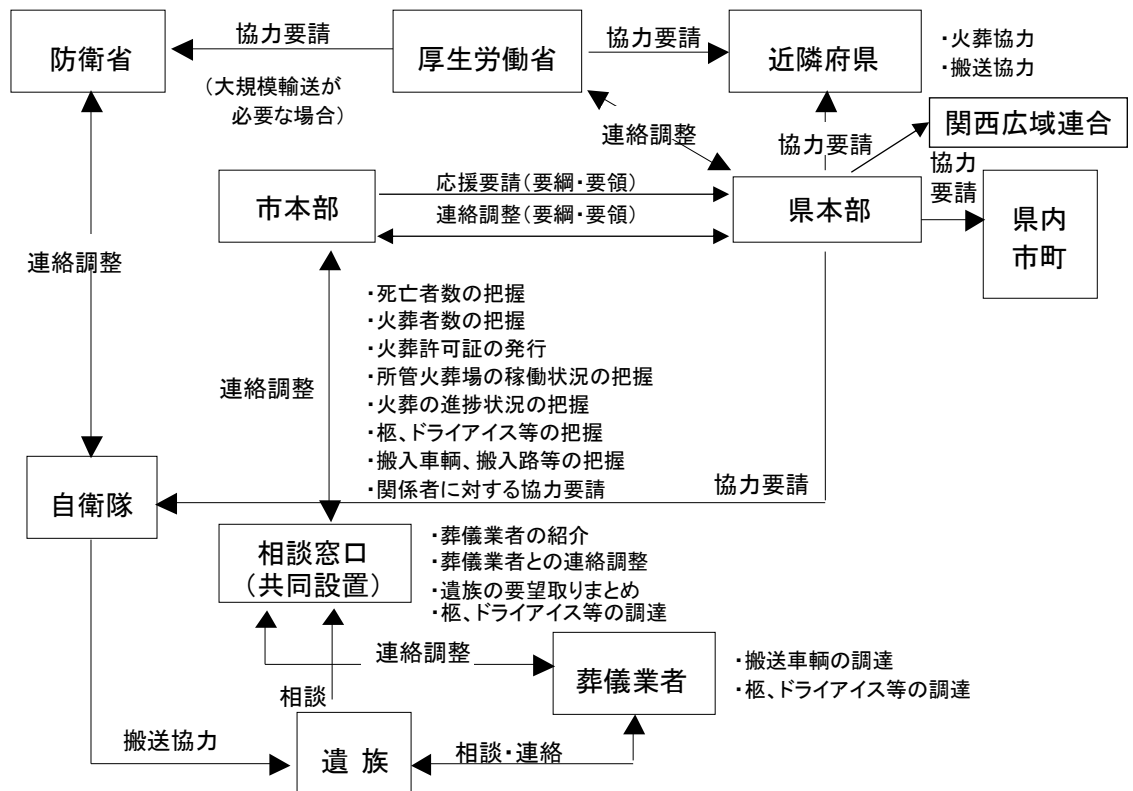 防衛省
協力要請
厚生労働省
協力要請
近隣府県
・火葬協力
・搬送協力
（大規模輸送が
必要な場合）
連絡調整
協力要請
関西広域連合
協力
要請
市本部
応援要請（要綱・要領）
連絡調整（要綱・要領）
県本部
県内
市町
連絡調整
連絡調整
・死亡者数の把握
・火葬者数の把握
・火葬許可証の発行
・所管火葬場の稼働状況の把握
・火葬の進捗状況の把握
・柩、ドライアイス等の把握
・搬入車輌、搬入路等の把握
・関係者に対する協力要請
協力要請
自衛隊
相談窓口
（共同設置）
・葬儀業者の紹介
・葬儀業者との連絡調整
・遺族の要望取りまとめ
・柩、ドライアイス等の調達
連絡調整
葬儀業者
・搬送車輌の調達
・柩、ドライアイス等の調達
相談
搬送協力
遺 族
相談・連絡